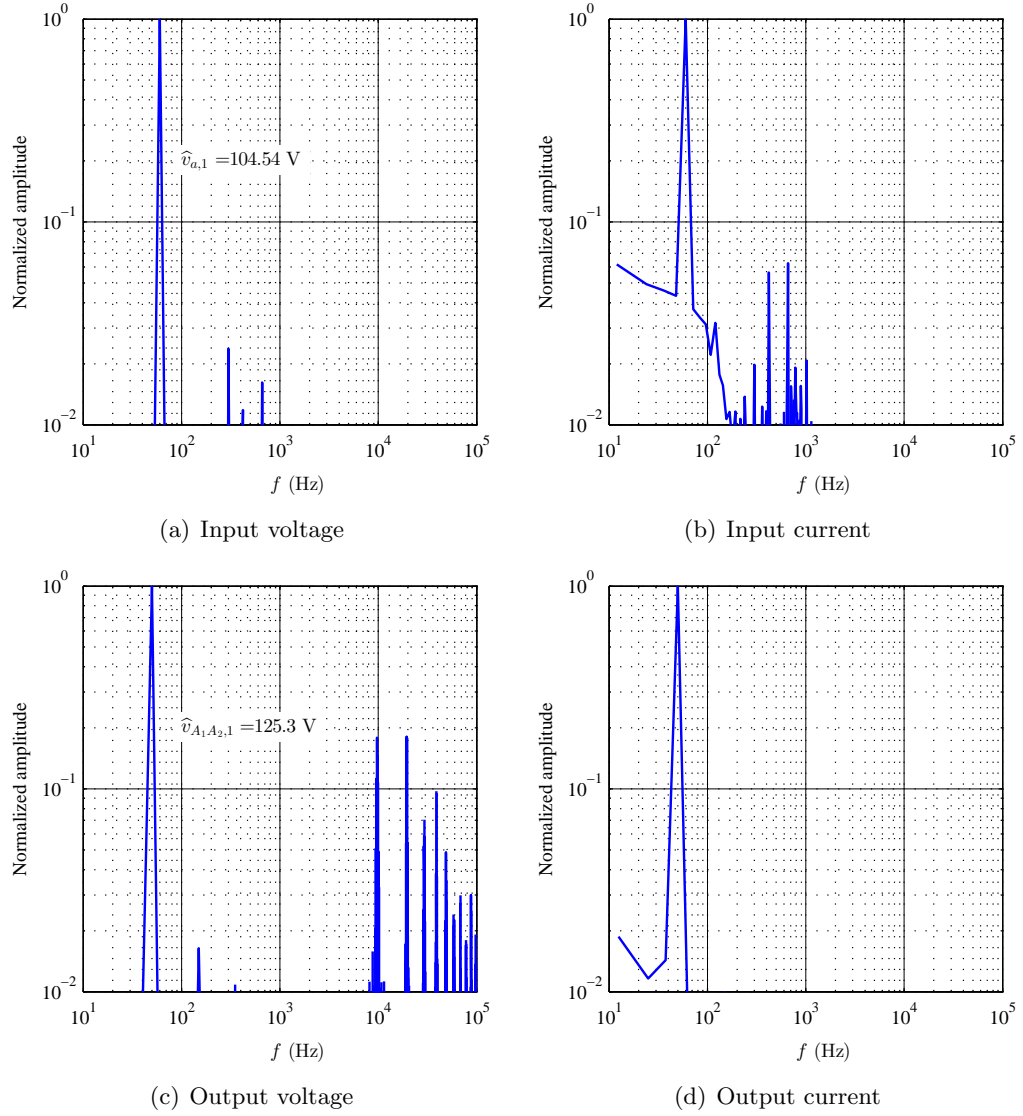 10^0
10^-1
10^-2
10^1 10^2 10^3 10^4 10^5
Normalized amplitude
f (Hz)
v̂_{a,1} =104.54 V
(a) Input voltage
10^0
10^-1
10^-2
10^1 10^2 10^3 10^4 10^5
Normalized amplitude
f (Hz)
(b) Input current
10^0
10^-1
10^-2
10^1 10^2 10^3 10^4 10^5
Normalized amplitude
f (Hz)
v̂_{A_1A_2,1} =125.3 V
(c) Output voltage
10^0
10^-1
10^-2
10^1 10^2 10^3 10^4 10^5
Normalized amplitude
f (Hz)
(d) Output current